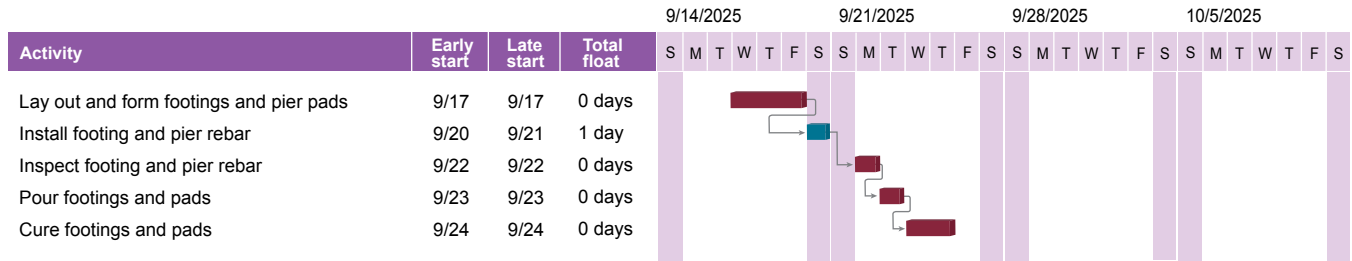 9/14/2025 9/21/2025 9/28/2025 10/5/2025
Activity Early start Late start Total float S M T W T F S S M T W T F S S M T W T F S S M T W T F S
Lay out and form footings and pier pads 9/17 9/17 0 days
Install footing and pier rebar 9/20 9/21 1 day
Inspect footing and pier rebar 9/22 9/22 0 days
Pour footings and pads 9/23 9/23 0 days
Cure footings and pads 9/24 9/24 0 days